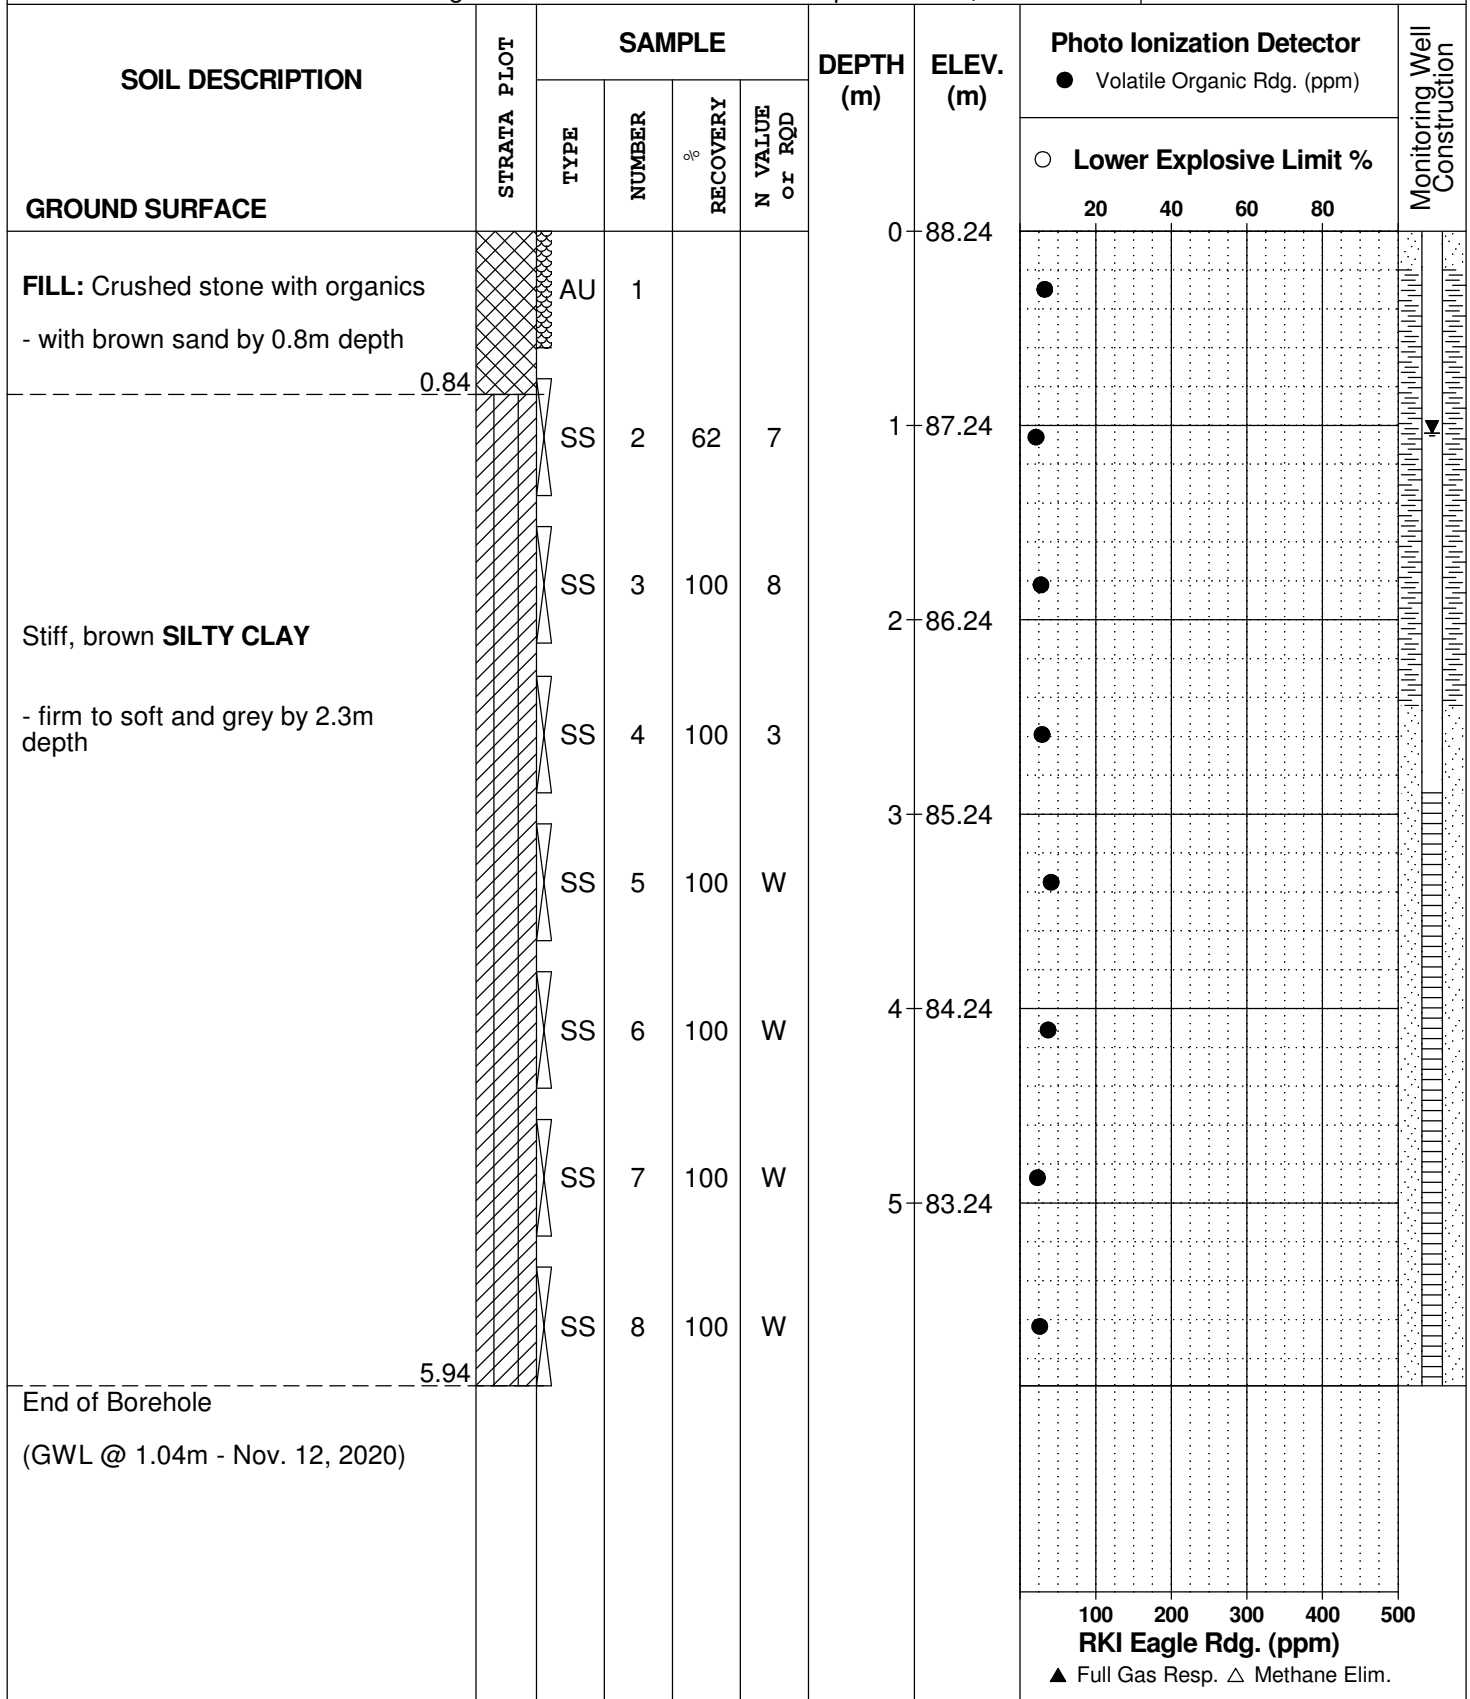 SOIL DESCRIPTION
GROUND SURFACE
STRATA PLOT
SAMPLE
TYPE
NUMBER
%
RECOVERY
N VALUE
or RQD
DEPTH
(m)
ELEV.
(m)
Photo Ionization Detector
● Volatile Organic Rdg. (ppm)
○ Lower Explosive Limit %
20 40 60 80
Monitoring Well
Construction
0 88.24
FILL: Crushed stone with organics
AU 1
- with brown sand by 0.8m depth
0.84
1 87.24
SS 2 62 7
SS 3 100 8
2 86.24
Stiff, brown SILTY CLAY
- firm to soft and grey by 2.3m
depth
SS 4 100 3
3 85.24
SS 5 100 W
4 84.24
SS 6 100 W
SS 7 100 W
5 83.24
SS 8 100 W
5.94
End of Borehole
(GWL @ 1.04m - Nov. 12, 2020)
100 200 300 400 500
RKI Eagle Rdg. (ppm)
▲ Full Gas Resp. △ Methane Elim.